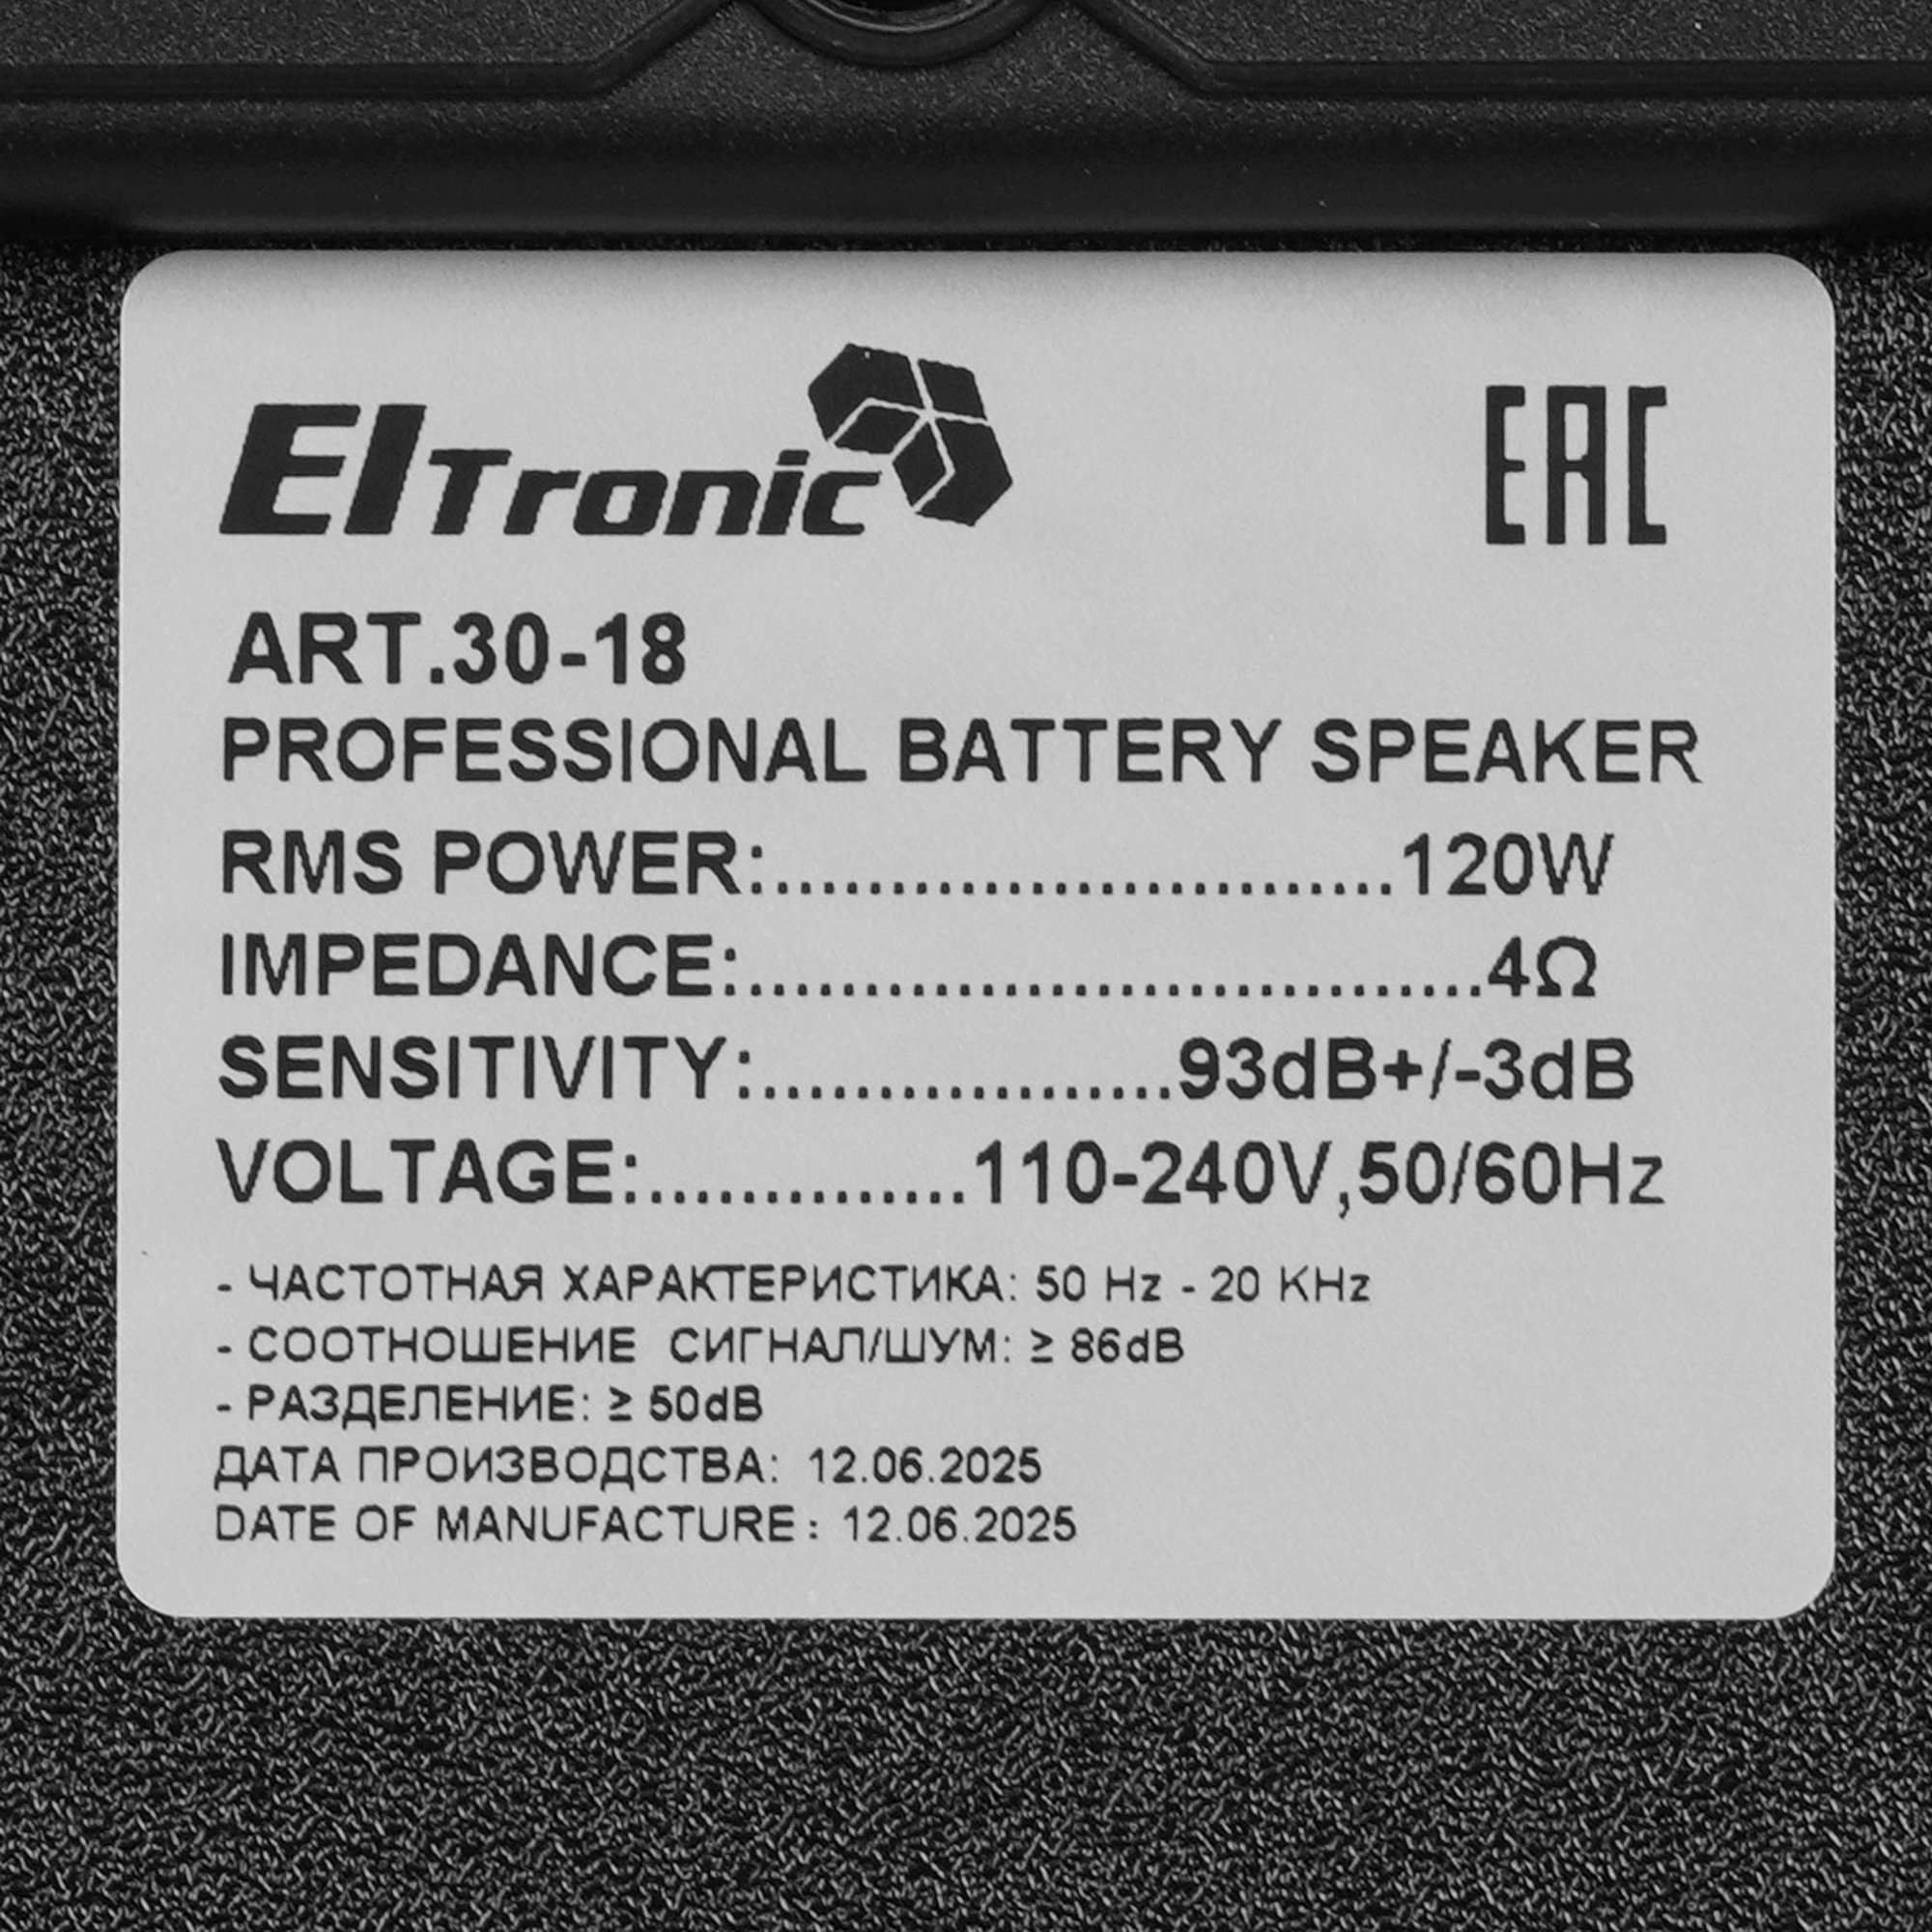 ElTronic
EAC
ART.30-18
PROFESSIONAL BATTERY SPEAKER
RMS POWER:...........................120W
IMPEDANCE:................................4Ω
SENSITIVITY:..................93dB+/-3dB
VOLTAGE:..............110-240V,50/60Hz
- ЧАСТОТНАЯ ХАРАКТЕРИСТИКА: 50 Hz - 20 KHz
- СООТНОШЕНИЕ СИГНАЛ/ШУМ: ≥ 86dB
- РАЗДЕЛЕНИЕ: ≥ 50dB
ДАТА ПРОИЗВОДСТВА: 12.06.2025
DATE OF MANUFACTURE: 12.06.2025